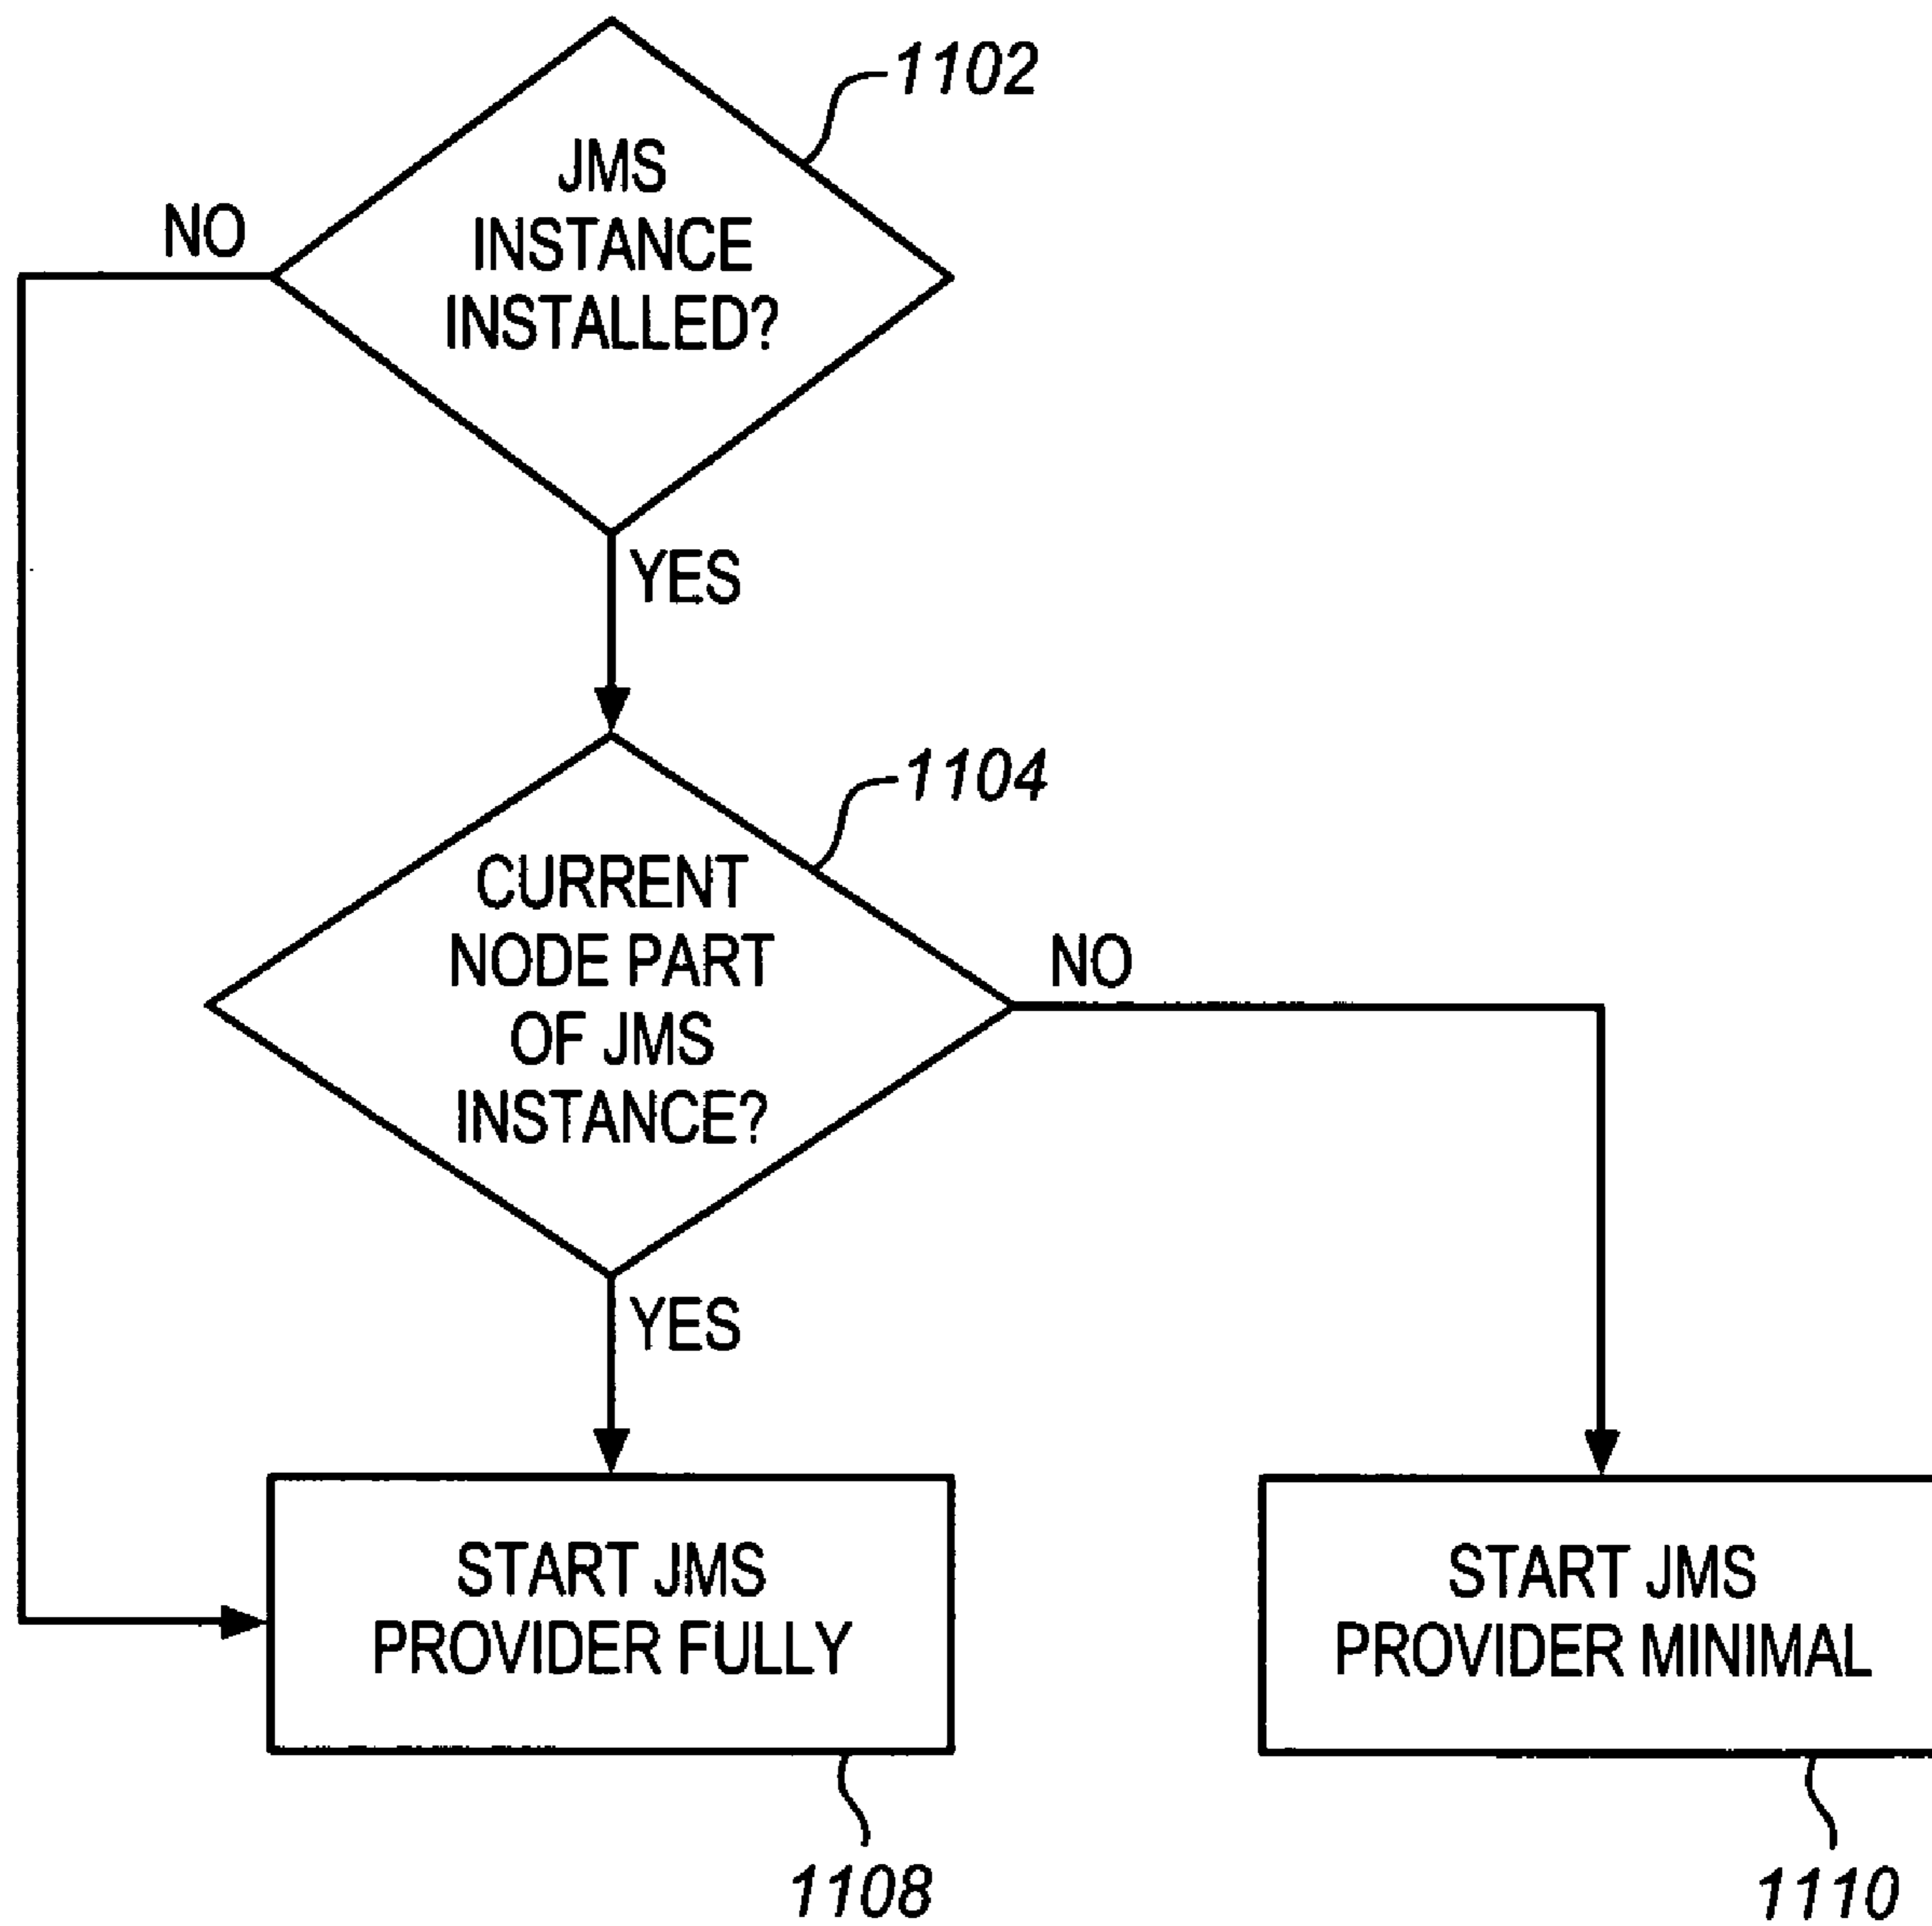 1102
JMS
INSTANCE
INSTALLED?
NO
YES
1104
CURRENT
NODE PART
OF JMS
INSTANCE?
NO
YES
START JMS
PROVIDER FULLY
START JMS
PROVIDER MINIMAL
1108
1110